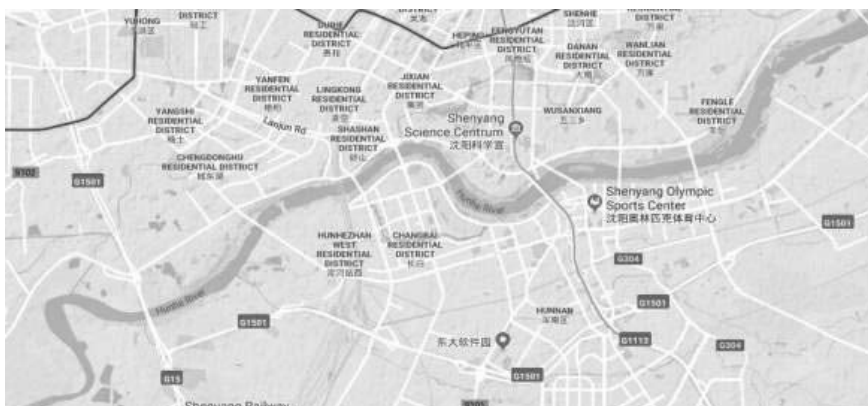 YUHONG
DISTRICT
RESIDENTIAL
DISTRICT
HEPING
RESIDENTIAL
DISTRICT
SHENHE
DANAN
RESIDENTIAL
DISTRICT
WANLIAN
RESIDENTIAL
DISTRICT
YANFEN
RESIDENTIAL
DISTRICT
LINGKONG
RESIDENTIAL
DISTRICT
JIXIAN
RESIDENTIAL
DISTRICT
YANGSHI
RESIDENTIAL
DISTRICT
Lanjun Rd
SHASHAN
RESIDENTIAL
DISTRICT
砂山
Shenyang
Science Centrum
沈阳科学宫
WUSANXIANG
五三乡
FENGLE
RESIDENTIAL
DISTRICT
RESIDENTIAL DISTRICT
S102
G1501
Hunhe River
Shenyang Olympic
Sports Center
沈阳奥林匹克体育中心
G1501
HUNHEZHAN
WEST
RESIDENTIAL
DISTRICT
浑河站西
CHANGBAI
RESIDENTIAL
DISTRICT
长白
G304
Hunhe River
G1501
HUNNAN
浑南区
G1501
东大软件园
G1113
G304
G15
G1501
Shenyang Railway